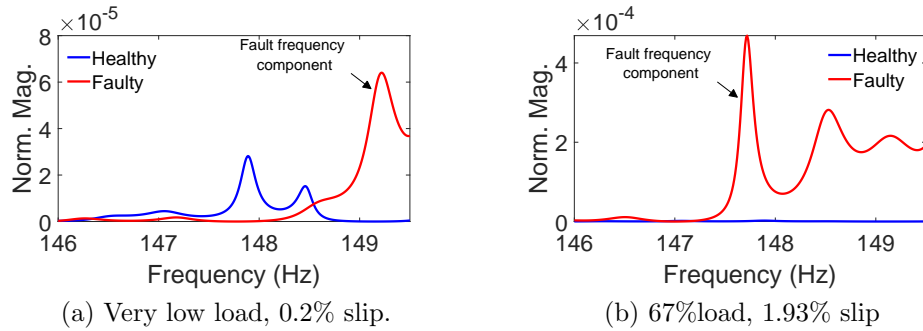 ×10⁻⁵
8
6
4
2
0
Norm. Mag.
Healthy
Faulty
Fault frequency
component
146
147
148
149
Frequency (Hz)
(a) Very low load, 0.2% slip.
×10⁻⁴
4
2
0
Norm. Mag.
Fault frequency
component
Healthy
Faulty
146
147
148
149
Frequency (Hz)
(b) 67%load, 1.93% slip